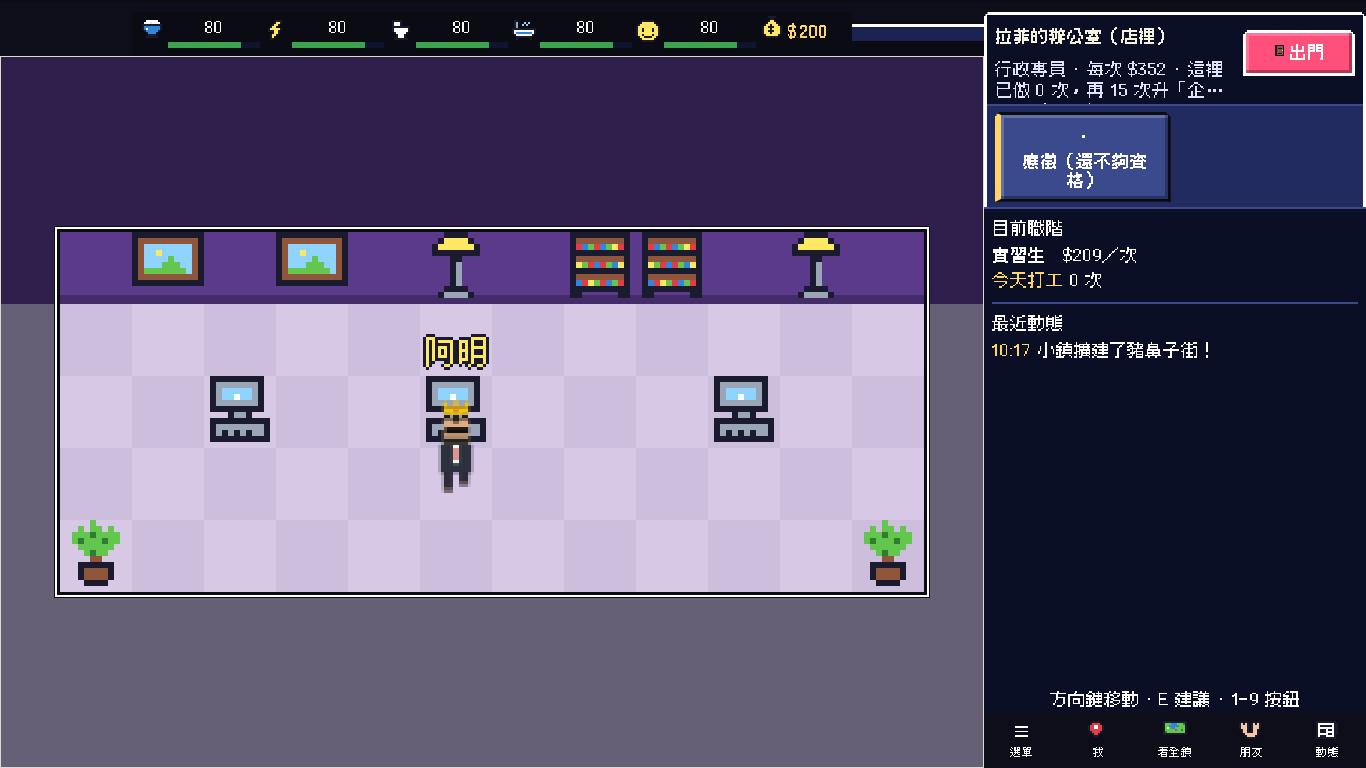 80
80
80
80
80
$200
拉菲的辦公室（店裡）
行政專員 · 每次 $352 · 這裡
已做 0 次，再 15 次升「企…
出門
應徵（還不夠資
格）
目前職階
實習生 $209／次
今天打工 0 次
最近動態
10:17 小鎮擴建了豬鼻子街！
阿明
方向鍵移動 · E 建議 · 1-9 按鈕
選單
我
看全鎮
朋友
動態